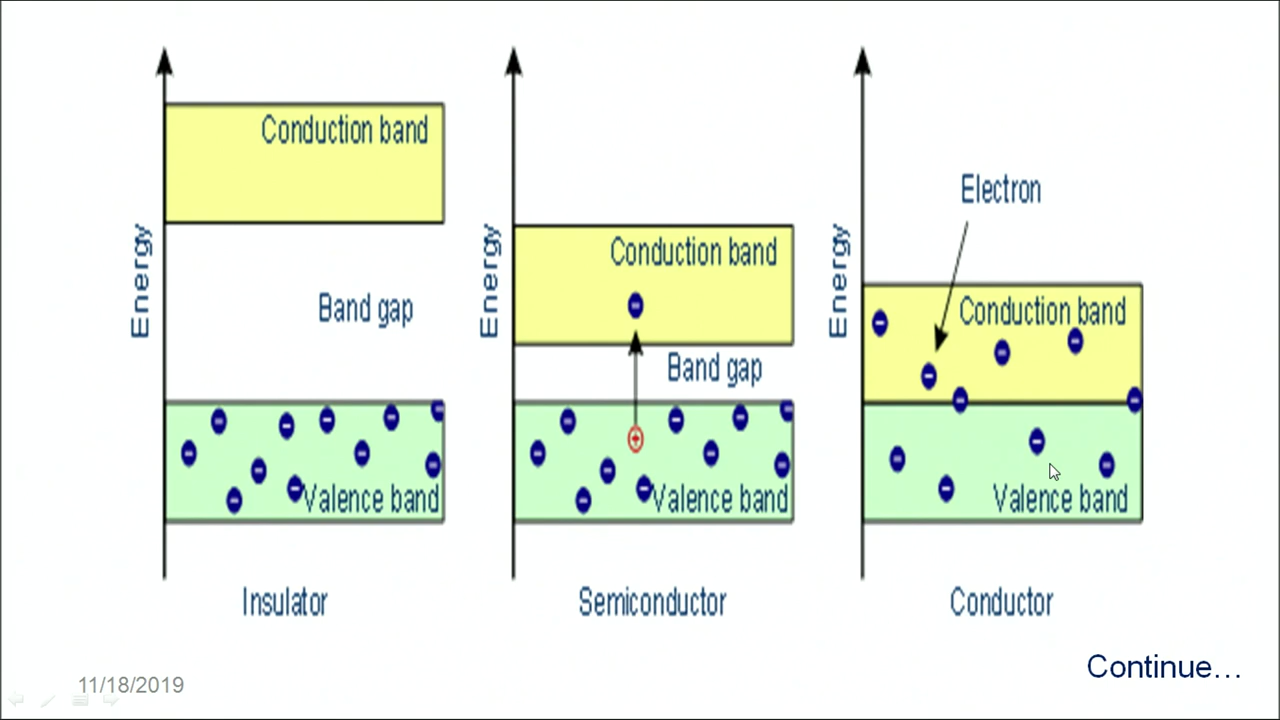 Energy
Conduction band
Band gap
Valence band
Insulator
Energy
Conduction band
Band gap
Valence band
Semiconductor
Energy
Electron
Conduction band
Valence band
Conductor
Continue...
11/18/2019